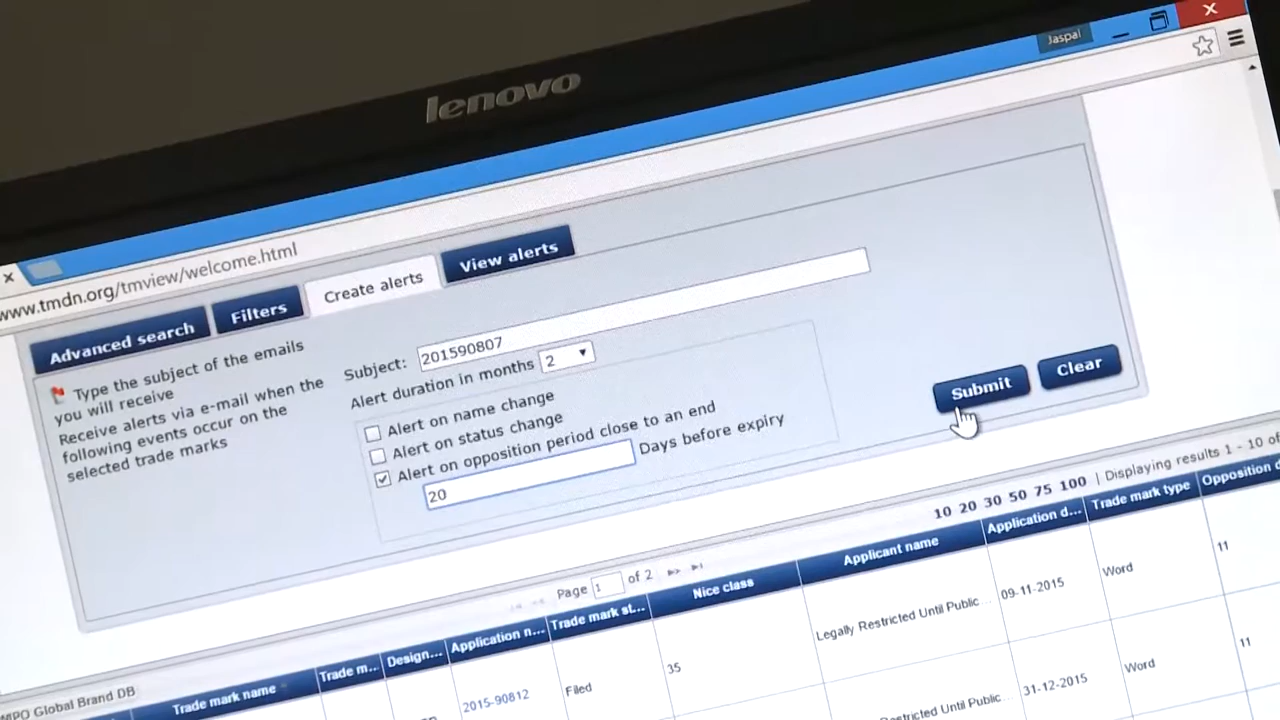 lenovo
Jaspal
www.tmdn.org/tmview/welcome.html
Advanced search
Filters
Create alerts
View alerts
Type the subject of the emails
you will receive
Receive alerts via e-mail when the
following events occur on the
selected trade marks
Subject: 201590807
Alert duration in months 2
Alert on name change
Alert on status change
Alert on opposition period close to an end
20 Days before expiry
Submit
Clear
10 20 30 50 75 100 | Displaying results 1 - 10 of
Page 1 of 2
MPO Global Brand DB
Trade mark name
Trade m...
Design...
Application n...
Trade mark st...
Nice class
Applicant name
Application d...
Trade mark type
Opposition
2015-90812
Filed
35
Legally Restricted Until Public...
09-11-2015
Word
11
Restricted Until Public...
31-12-2015
Word
11